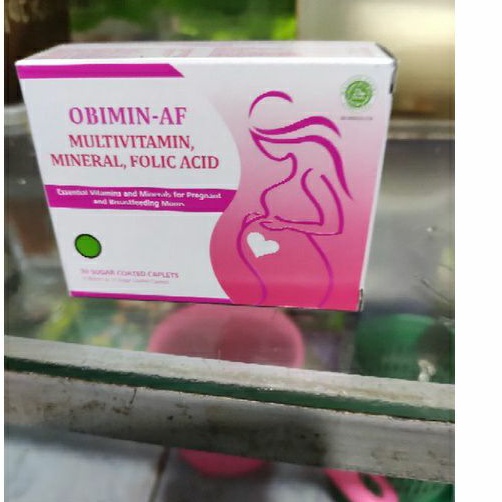 OBIMIN-AF
MULTIVITAMIN,
MINERAL, FOLIC ACID
Essential Vitamins and Minerals for Pregnant
and Breastfeeding Moms
30 SUGAR COATED CAPLETS